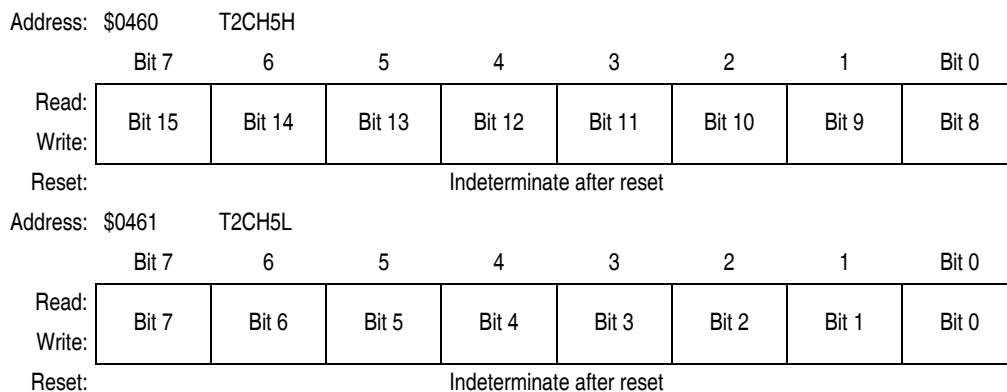 Address: $0460 T2CH5H
Bit 7 6 5 4 3 2 1 Bit 0
Read:
Bit 15 Bit 14 Bit 13 Bit 12 Bit 11 Bit 10 Bit 9 Bit 8
Write:
Reset: Indeterminate after reset
Address: $0461 T2CH5L
Bit 7 6 5 4 3 2 1 Bit 0
Read:
Bit 7 Bit 6 Bit 5 Bit 4 Bit 3 Bit 2 Bit 1 Bit 0
Write:
Reset: Indeterminate after reset